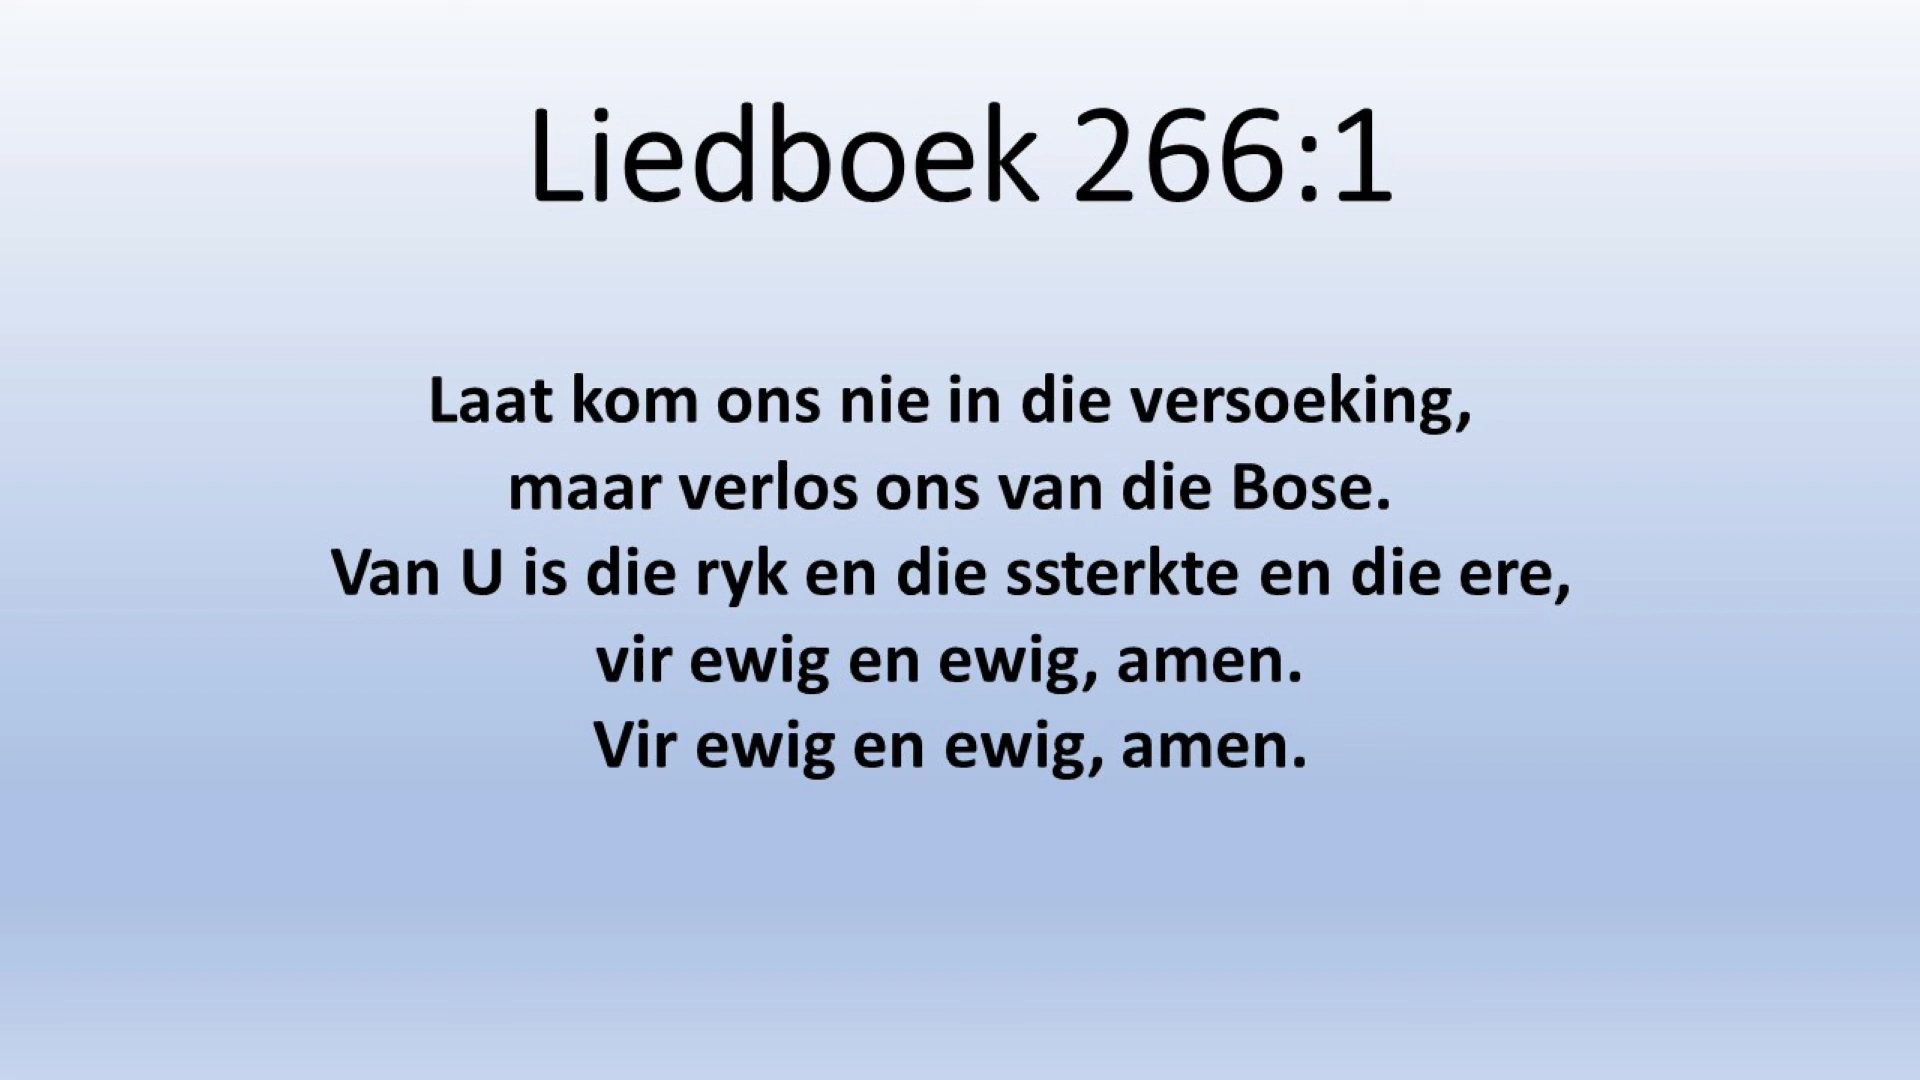 Liedboek 266:1
Laat kom ons nie in die versoeking,
maar verlos ons van die Bose.
Van U is die ryk en die ssterkte en die ere,
vir ewig en ewig, amen.
Vir ewig en ewig, amen.